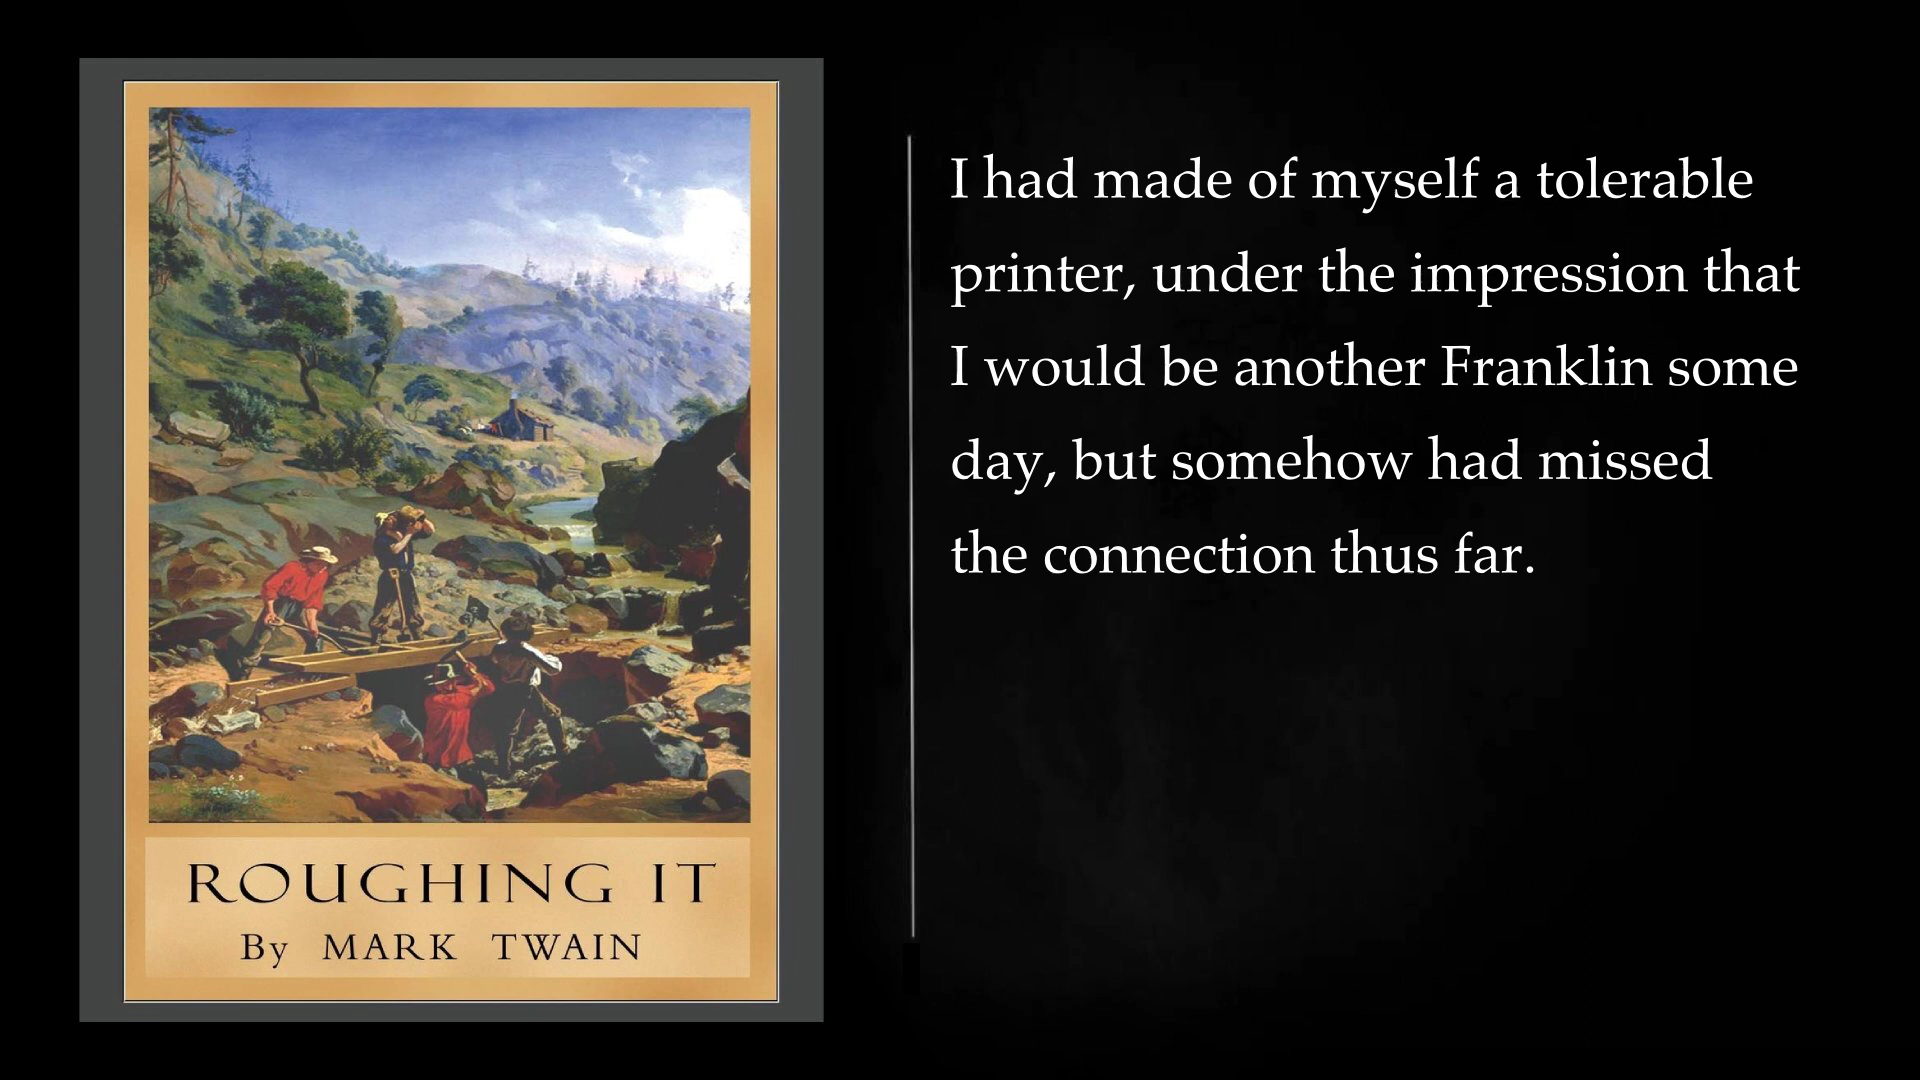 ROUGHING IT
By MARK TWAIN
I had made of myself a tolerable
printer, under the impression that
I would be another Franklin some
day, but somehow had missed
the connection thus far.